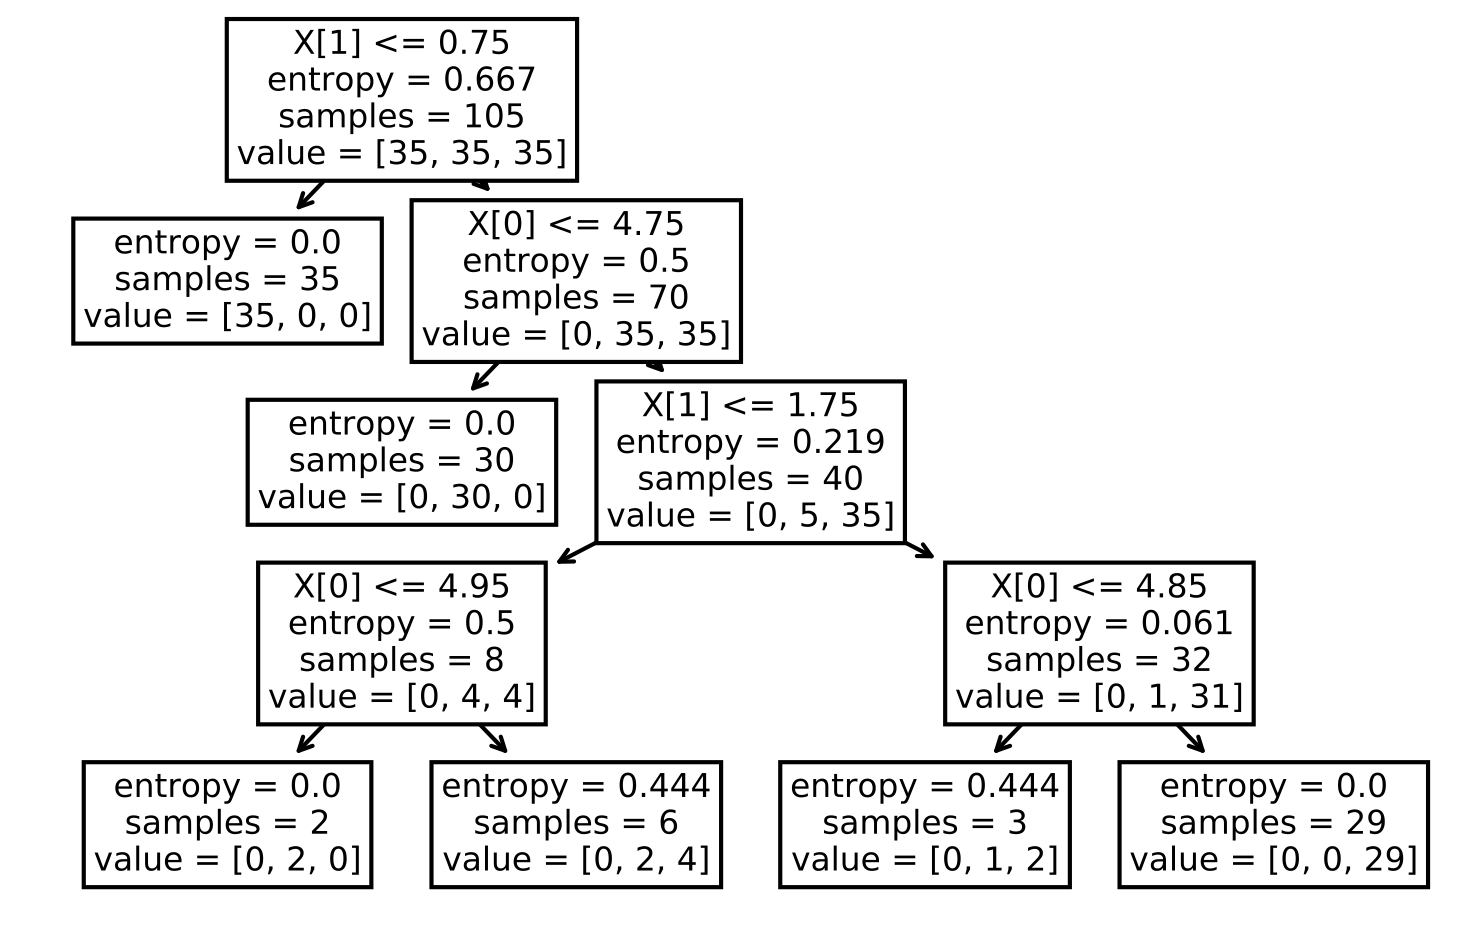 X[1] <= 0.75
entropy = 0.667
samples = 105
value = [35, 35, 35]
entropy = 0.0
samples = 35
value = [35, 0, 0]
X[0] <= 4.75
entropy = 0.5
samples = 70
value = [0, 35, 35]
entropy = 0.0
samples = 30
value = [0, 30, 0]
X[1] <= 1.75
entropy = 0.219
samples = 40
value = [0, 5, 35]
X[0] <= 4.95
entropy = 0.5
samples = 8
value = [0, 4, 4]
X[0] <= 4.85
entropy = 0.061
samples = 32
value = [0, 1, 31]
entropy = 0.0
samples = 2
value = [0, 2, 0]
entropy = 0.444
samples = 6
value = [0, 2, 4]
entropy = 0.444
samples = 3
value = [0, 1, 2]
entropy = 0.0
samples = 29
value = [0, 0, 29]